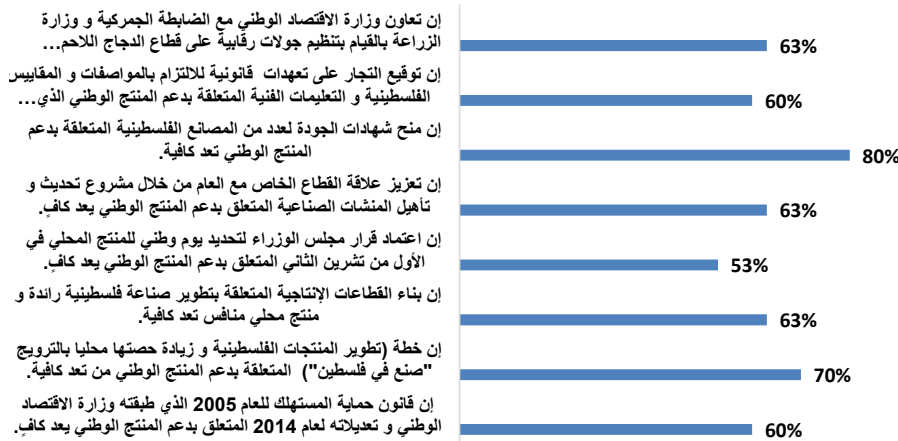 إن تعاون وزارة الاقتصاد الوطني مع الضابطة الجمركية و وزارة
الزراعة بالقيام بتنظيم جولات رقابية على قطاع الدجاج اللاحم...
63%
إن توقيع التجار على تعهدات قانونية للالتزام بالمواصفات و المقاييس
الفلسطينية و التعليمات الفنية المتعلقة بدعم المنتج الوطني الذي...
60%
إن منح شهادات الجودة لعدد من المصانع الفلسطينية المتعلقة بدعم
المنتج الوطني تعد كافية.
80%
إن تعزيز علاقة القطاع الخاص مع العام من خلال مشروع تحديث و
تأهيل المنشات الصناعية المتعلق بدعم المنتج الوطني يعد كافٍ.
63%
إن اعتماد قرار مجلس الوزراء لتحديد يوم وطني للمنتج المحلي في
الأول من تشرين الثاني المتعلق بدعم المنتج الوطني يعد كافٍ.
53%
إن بناء القطاعات الإنتاجية المتعلقة بتطوير صناعة فلسطينية رائدة و
منتج محلي منافس تعد كافية.
63%
إن خطة (تطوير المنتجات الفلسطينية و زيادة حصتها محليا بالترويج
"صنع في فلسطين") المتعلقة بدعم المنتج الوطني من تعد كافية.
70%
إن قانون حماية المستهلك للعام 2005 الذي طبقته وزارة الاقتصاد
الوطني و تعديلاته لعام 2014 المتعلق بدعم المنتج الوطني يعد كافٍ.
60%